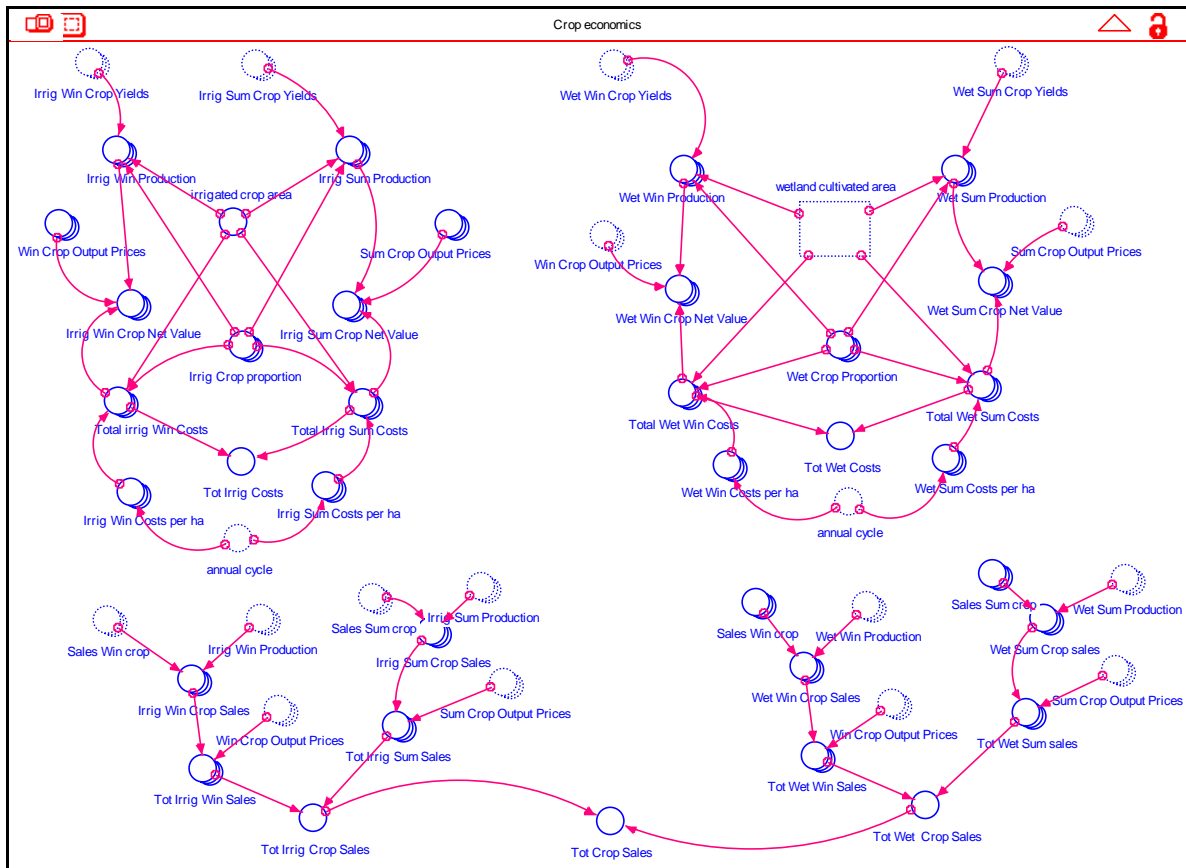 Crop economics
Irrig Win Crop Yields
Irrig Sum Crop Yields
Wet Win Crop Yields
Wet Sum Crop Yields
Irrig Win Production
Irrig Sum Production
irrigated crop area
Wet Win Production
wetland cultivated area
Wet Sum Production
Win Crop Output Prices
Sum Crop Output Prices
Win Crop Output Prices
Sum Crop Output Prices
Irrig Win Crop Net Value
Irrig Sum Crop Net Value
Wet Win Crop Net Value
Wet Sum Crop Net Value
Irrig Crop proportion
Wet Crop Proportion
Total irrig Win Costs
Total Irrig Sum Costs
Total Wet Win Costs
Total Wet Sum Costs
Tot Irrig Costs
Tot Wet Costs
Irrig Win Costs per ha
Irrig Sum Costs per ha
Wet Win Costs per ha
Wet Sum Costs per ha
annual cycle
annual cycle
Sales Sum crop
Irrig Sum Production
Sales Sum crop
Wet Sum Production
Sales Win crop
Irrig Win Production
Sales Win crop
Wet Win Production
Irrig Sum Crop Sales
Wet Sum Crop sales
Irrig Win Crop Sales
Sum Crop Output Prices
Wet Win Crop Sales
Sum Crop Output Prices
Win Crop Output Prices
Tot Irrig Sum Sales
Win Crop Output Prices
Tot Wet Sum sales
Tot Irrig Win Sales
Tot Wet Win Sales
Tot Irrig Crop Sales
Tot Crop Sales
Tot Wet Crop Sales